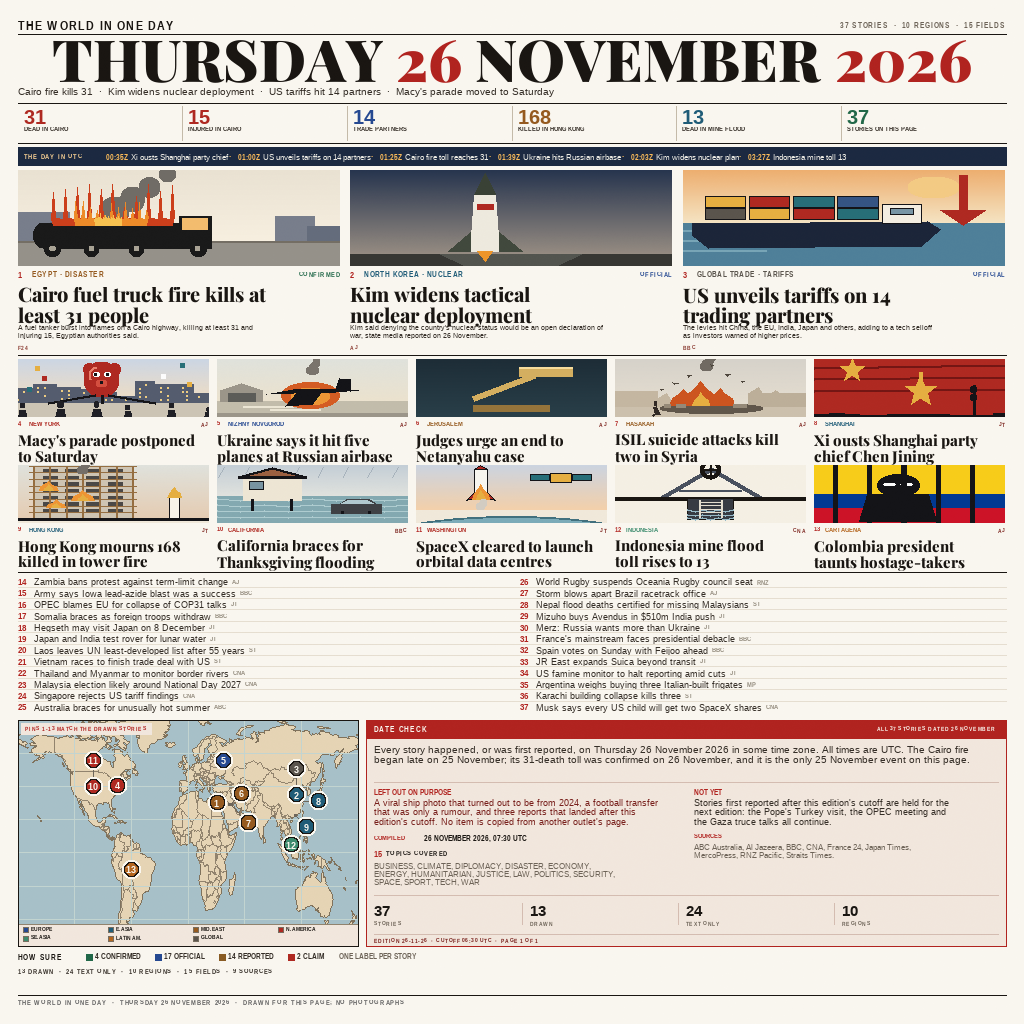 THE WORLD IN ONE DAY
37 STORIES · 10 REGIONS · 15 FIELDS
THURSDAY 26 NOVEMBER 2026
Cairo fire kills 31 · Kim widens nuclear deployment · US tariffs hit 14 partners · Macy's parade moved to Saturday
31
DEAD IN CAIRO
15
INJURED IN CAIRO
14
TRADE PARTNERS
168
KILLED IN HONG KONG
13
DEAD IN MINE FLOOD
37
STORIES ON THIS PAGE
THE DAY IN UTC
00:35Z Xi ousts Shanghai party chief · 01:00Z US unveils tariffs on 14 partners · 01:25Z Cairo fire toll reaches 31 · 01:39Z Ukraine hits Russian airbase · 02:03Z Kim widens nuclear plan · 03:27Z Indonesia mine toll 13
1 EGYPT · DISASTER CONFIRMED
Cairo fuel truck fire kills at
least 31 people
A fuel tanker burst into flames on a Cairo highway, killing at least 31 and
injuring 15, Egyptian authorities said.
F24
2 NORTH KOREA · NUCLEAR OFFICIAL
Kim widens tactical
nuclear deployment
Kim said denying the country's nuclear status would be an open declaration of
war, state media reported on 26 November.
AJ
3 GLOBAL TRADE · TARIFFS OFFICIAL
US unveils tariffs on 14
trading partners
The levies hit China, the EU, India, Japan and others, adding to a tech selloff
as investors warned of higher prices.
BBC
4 NEW YORK AJ
Macy's parade postponed
to Saturday
5 NIZHNY NOVGOROD AJ
Ukraine says it hit five
planes at Russian airbase
6 JERUSALEM AJ
Judges urge an end to
Netanyahu case
7 HASAKAH AJ
ISIL suicide attacks kill
two in Syria
8 SHANGHAI JT
Xi ousts Shanghai party
chief Chen Jining
9 HONG KONG JT
Hong Kong mourns 168
killed in tower fire
10 CALIFORNIA BBC
California braces for
Thanksgiving flooding
11 WASHINGTON JT
SpaceX cleared to launch
orbital data centres
12 INDONESIA CNA
Indonesia mine flood
toll rises to 13
13 CARTAGENA AJ
Colombia president
taunts hostage-takers
14 Zambia bans protest against term-limit change AJ
15 Army says Iowa lead-azide blast was a success BBC
16 OPEC blames EU for collapse of COP31 talks JT
17 Somalia braces as foreign troops withdraw BBC
18 Hegseth may visit Japan on 8 December JT
19 Japan and India test rover for lunar water JT
20 Laos leaves UN least-developed list after 55 years ST
21 Vietnam races to finish trade deal with US ST
22 Thailand and Myanmar to monitor border rivers CNA
23 Malaysia election likely around National Day 2027 CNA
24 Singapore rejects US tariff findings CNA
25 Australia braces for unusually hot summer ABC
26 World Rugby suspends Oceania Rugby council seat RNZ
27 Storm blows apart Brazil racetrack office AJ
28 Nepal flood deaths certified for missing Malaysians ST
29 Mizuho buys Avendus in $510m India push JT
30 Merz: Russia wants more than Ukraine JT
31 France's mainstream faces presidential debacle BBC
32 Spain votes on Sunday with Feijoo ahead BBC
33 JR East expands Suica beyond transit JT
34 US famine monitor to halt reporting amid cuts JT
35 Argentina weighs buying three Italian-built frigates MP
36 Karachi building collapse kills three ST
37 Musk says every US child will get two SpaceX shares CNA
PINS 1-13 MATCH THE DRAWN STORIES
11
10
4
5
6
1
7
3
2
8
9
12
13
EUROPE
E. ASIA
MID. EAST
N. AMERICA
SE. ASIA
LATIN AM.
GLOBAL
DATE CHECK
ALL 37 STORIES DATED 26 NOVEMBER
Every story happened, or was first reported, on Thursday 26 November 2026 in some time zone. All times are UTC. The Cairo fire
began late on 25 November; its 31-death toll was confirmed on 26 November, and it is the only 25 November event on this page.
LEFT OUT ON PURPOSE
A viral ship photo that turned out to be from 2024, a football transfer
that was only a rumour, and three reports that landed after this
edition's cutoff. No item is copied from another outlet's page.
COMPILED 26 NOVEMBER 2026, 07:30 UTC
15 TOPICS COVERED
BUSINESS, CLIMATE, DIPLOMACY, DISASTER, ECONOMY,
ENERGY, HUMANITARIAN, JUSTICE, LAW, POLITICS, SECURITY,
SPACE, SPORT, TECH, WAR
NOT YET
Stories first reported after this edition's cutoff are held for the
next edition: the Pope's Turkey visit, the OPEC meeting and
the Gaza truce talks all continue.
SOURCES
ABC Australia, Al Jazeera, BBC, CNA, France 24, Japan Times,
MercoPress, RNZ Pacific, Straits Times.
37
STORIES
13
DRAWN
24
TEXT ONLY
10
REGIONS
EDITION 26-11-26 · CUTOFF 06:30 UTC · PAGE 1 OF 1
HOW SURE
4 CONFIRMED
17 OFFICIAL
14 REPORTED
2 CLAIM
ONE LABEL PER STORY
13 DRAWN · 24 TEXT ONLY · 10 REGIONS · 15 FIELDS · 9 SOURCES
THE WORLD IN ONE DAY · THURSDAY 26 NOVEMBER 2026 · DRAWN FOR THIS PAGE; NO PHOTOGRAPHS